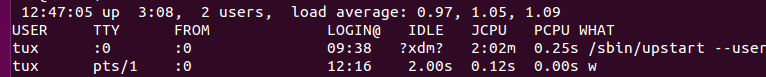 12:47:05 up  3:08,  2 users,  load average: 0.97, 1.05, 1.09
USER     TTY      FROM             LOGIN@   IDLE   JCPU   PCPU WHAT
tux      :0       :0               09:38   ?xdm?   2:02m  0.25s /sbin/upstart --user
tux      pts/1    :0               12:16    2.00s  0.12s  0.00s w